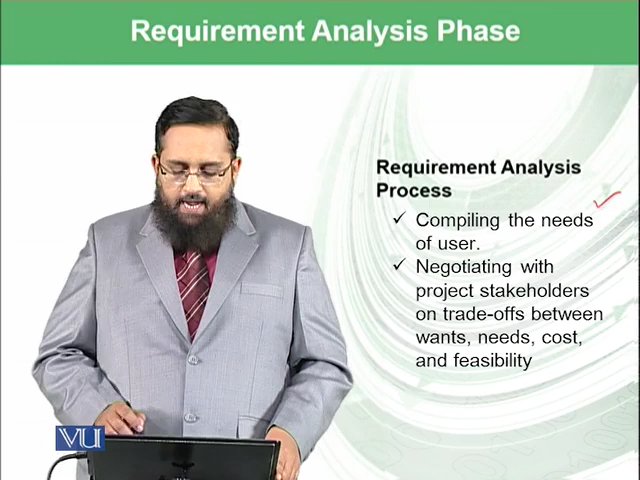 Requirement Analysis Phase
Requirement Analysis
Process
✓ Compiling the needs
of user.
✓ Negotiating with
project stakeholders
on trade-offs between
wants, needs, cost,
and feasibility
VU